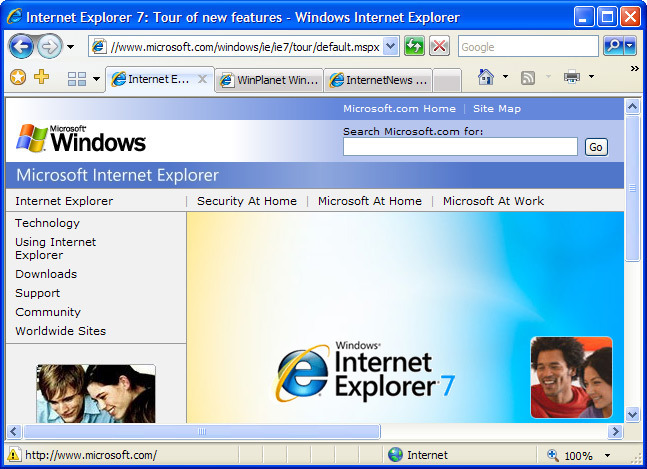 Internet Explorer 7: Tour of new features - Windows Internet Explorer
//www.microsoft.com/windows/ie/ie7/tour/default.mspx
Google
Internet E...
WinPlanet Win...
InternetNews ...
Microsoft.com Home | Site Map
Microsoft
Windows
Search Microsoft.com for:
Go
Microsoft Internet Explorer
Internet Explorer | Security At Home | Microsoft At Home | Microsoft At Work
Technology
Using Internet
Explorer
Downloads
Support
Community
Worldwide Sites
Windows
Internet
Explorer 7
http://www.microsoft.com/
Internet
100%